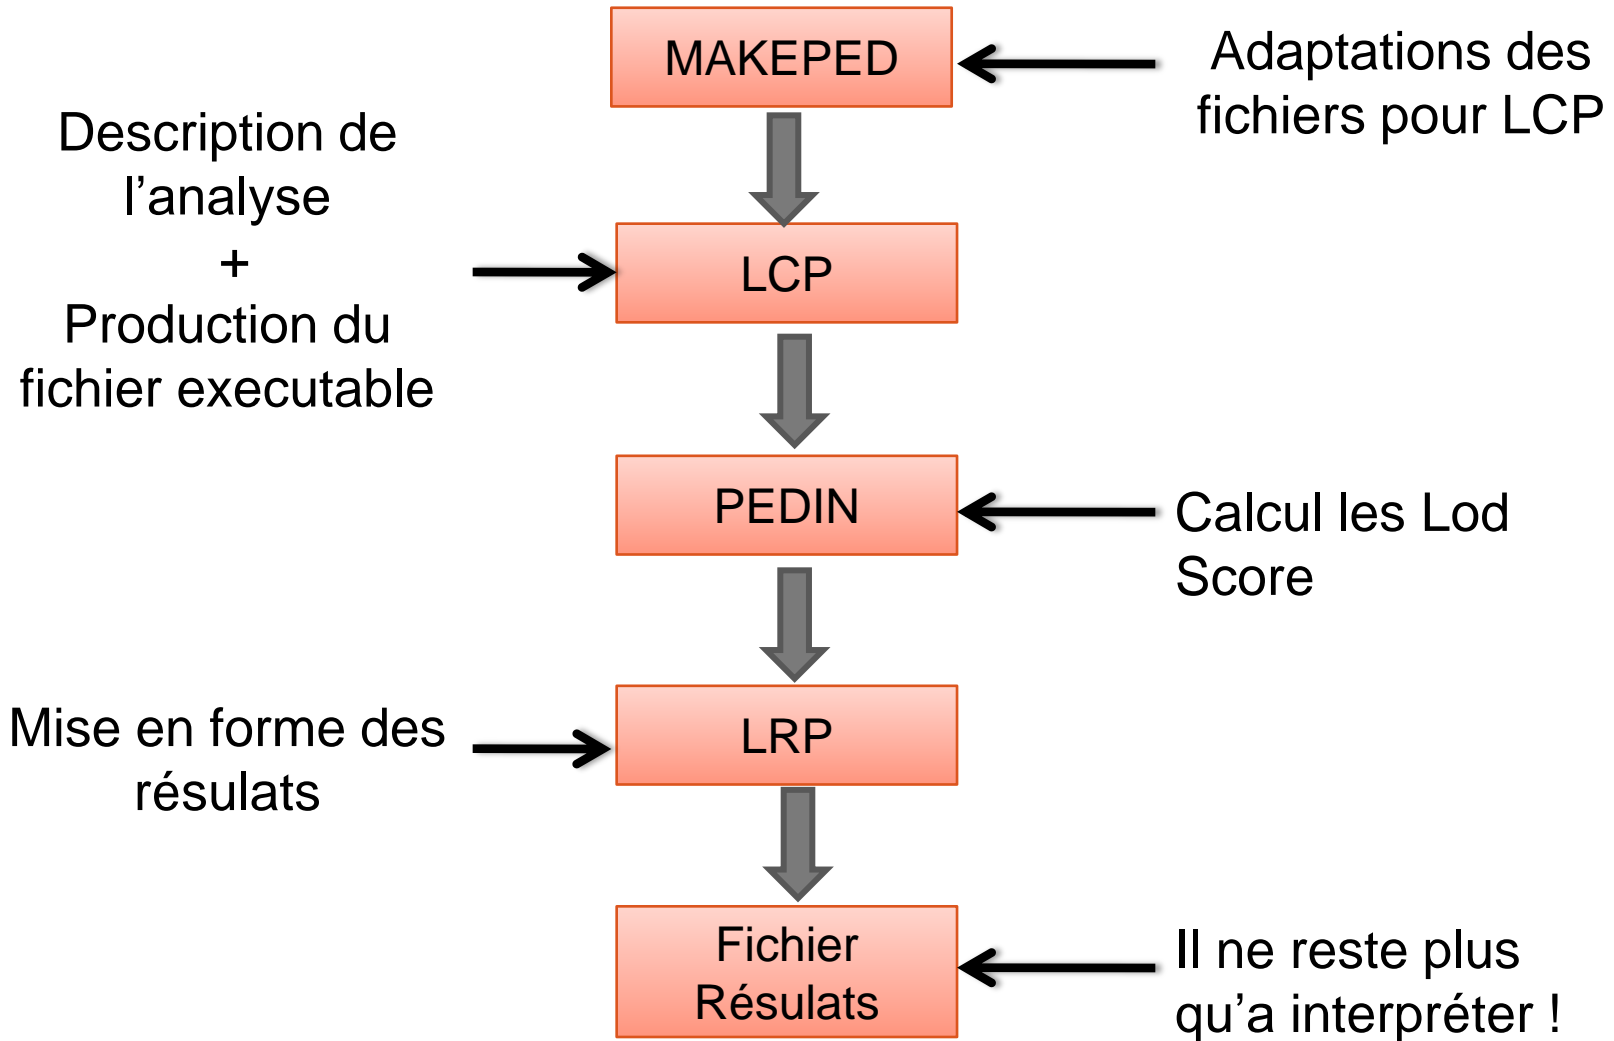 MAKEPED
Adaptations des
fichiers pour LCP
Description de
l’analyse
+
Production du
fichier executable
LCP
PEDIN
Calcul les Lod
Score
Mise en forme des
résulats
LRP
Fichier
Résulats
Il ne reste plus
qu’a interpréter !